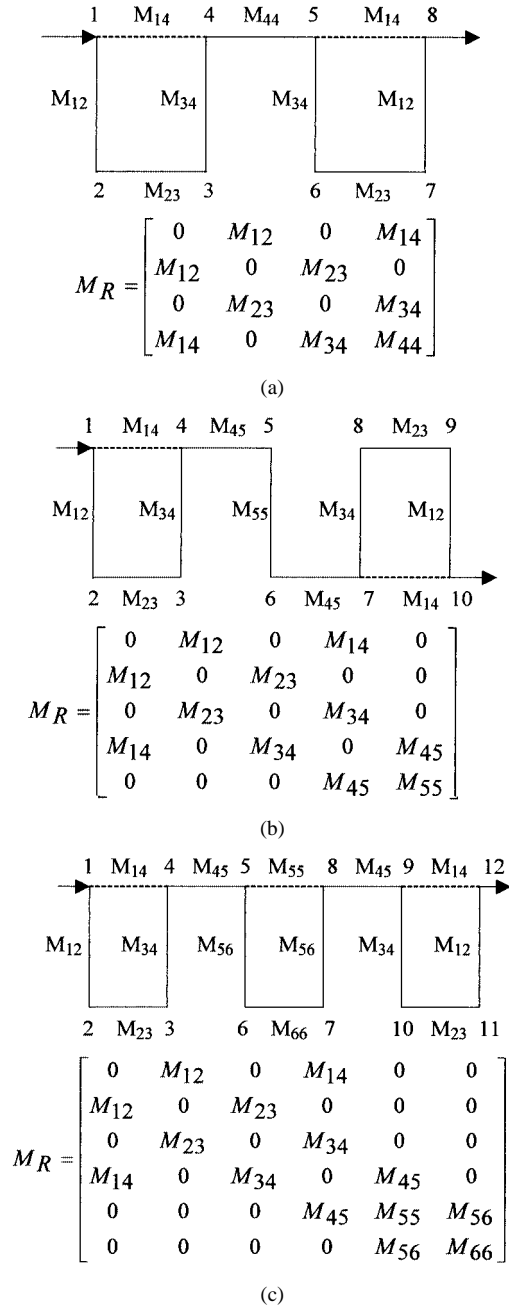 1 M₁₄ 4 M₄₄ 5 M₁₄ 8
M₁₂ M₃₄ M₃₄ M₁₂
2 M₂₃ 3 6 M₂₃ 7
M_R = [ 0 M₁₂ 0 M₁₄
M₁₂ 0 M₂₃ 0
0 M₂₃ 0 M₃₄
M₁₄ 0 M₃₄ M₄₄ ]
(a)
1 M₁₄ 4 M₄₅ 5 8 M₂₃ 9
M₁₂ M₃₄ M₅₅ M₃₄ M₁₂
2 M₂₃ 3 6 M₄₅ 7 M₁₄ 10
M_R = [ 0 M₁₂ 0 M₁₄ 0
M₁₂ 0 M₂₃ 0 0
0 M₂₃ 0 M₃₄ 0
M₁₄ 0 M₃₄ 0 M₄₅
0 0 0 M₄₅ M₅₅ ]
(b)
1 M₁₄ 4 M₄₅ 5 M₅₅ 8 M₄₅ 9 M₁₄ 12
M₁₂ M₃₄ M₅₆ M₅₆ M₃₄ M₁₂
2 M₂₃ 3 6 M₆₆ 7 10 M₂₃ 11
M_R = [ 0 M₁₂ 0 M₁₄ 0 0
M₁₂ 0 M₂₃ 0 0 0
0 M₂₃ 0 M₃₄ 0 0
M₁₄ 0 M₃₄ 0 M₄₅ 0
0 0 0 M₄₅ M₅₅ M₅₆
0 0 0 0 M₅₆ M₆₆ ]
(c)